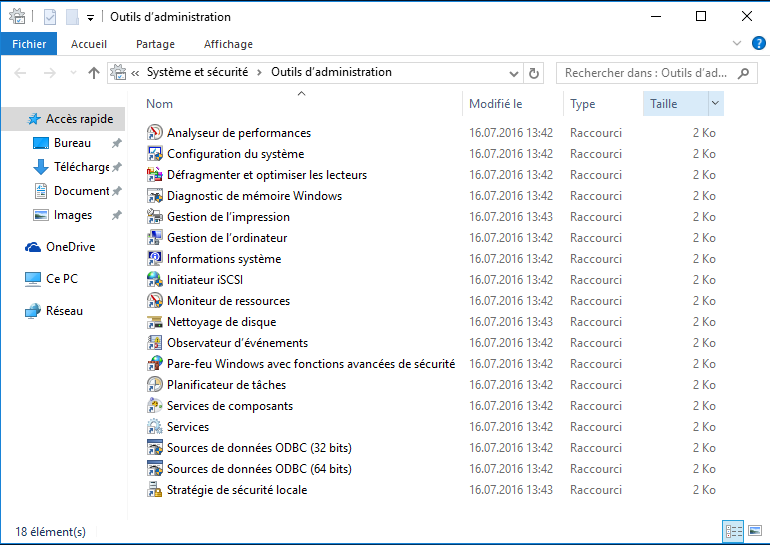 Outils d'administration
Fichier Accueil Partage Affichage
« Système et sécurité > Outils d'administration
Rechercher dans : Outils d'ad...
Accès rapide
Bureau
Télécharge
Document
Images
OneDrive
Ce PC
Réseau
Nom Modifié le Type Taille
Analyseur de performances 16.07.2016 13:42 Raccourci 2 Ko
Configuration du système 16.07.2016 13:42 Raccourci 2 Ko
Défragmenter et optimiser les lecteurs 16.07.2016 13:42 Raccourci 2 Ko
Diagnostic de mémoire Windows 16.07.2016 13:42 Raccourci 2 Ko
Gestion de l'impression 16.07.2016 13:43 Raccourci 2 Ko
Gestion de l'ordinateur 16.07.2016 13:42 Raccourci 2 Ko
Informations système 16.07.2016 13:42 Raccourci 2 Ko
Initiateur iSCSI 16.07.2016 13:42 Raccourci 2 Ko
Moniteur de ressources 16.07.2016 13:42 Raccourci 2 Ko
Nettoyage de disque 16.07.2016 13:43 Raccourci 2 Ko
Observateur d'événements 16.07.2016 13:42 Raccourci 2 Ko
Pare-feu Windows avec fonctions avancées de sécurité 16.07.2016 13:42 Raccourci 2 Ko
Planificateur de tâches 16.07.2016 13:42 Raccourci 2 Ko
Services de composants 16.07.2016 13:42 Raccourci 2 Ko
Services 16.07.2016 13:42 Raccourci 2 Ko
Sources de données ODBC (32 bits) 16.07.2016 13:42 Raccourci 2 Ko
Sources de données ODBC (64 bits) 16.07.2016 13:42 Raccourci 2 Ko
Stratégie de sécurité locale 16.07.2016 13:43 Raccourci 2 Ko
18 élément(s)